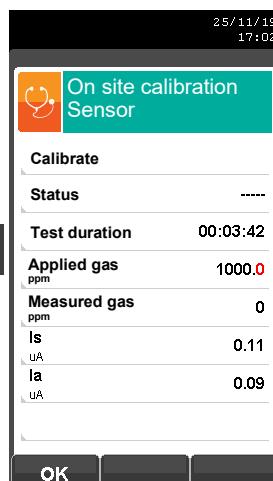 25/11/19
17:02
On site calibration
Sensor
Calibrate
Status -----
Test duration 00:03:42
Applied gas 1000.0
ppm
Measured gas 0
ppm
Is 0.11
uA
Ia 0.09
uA
OK